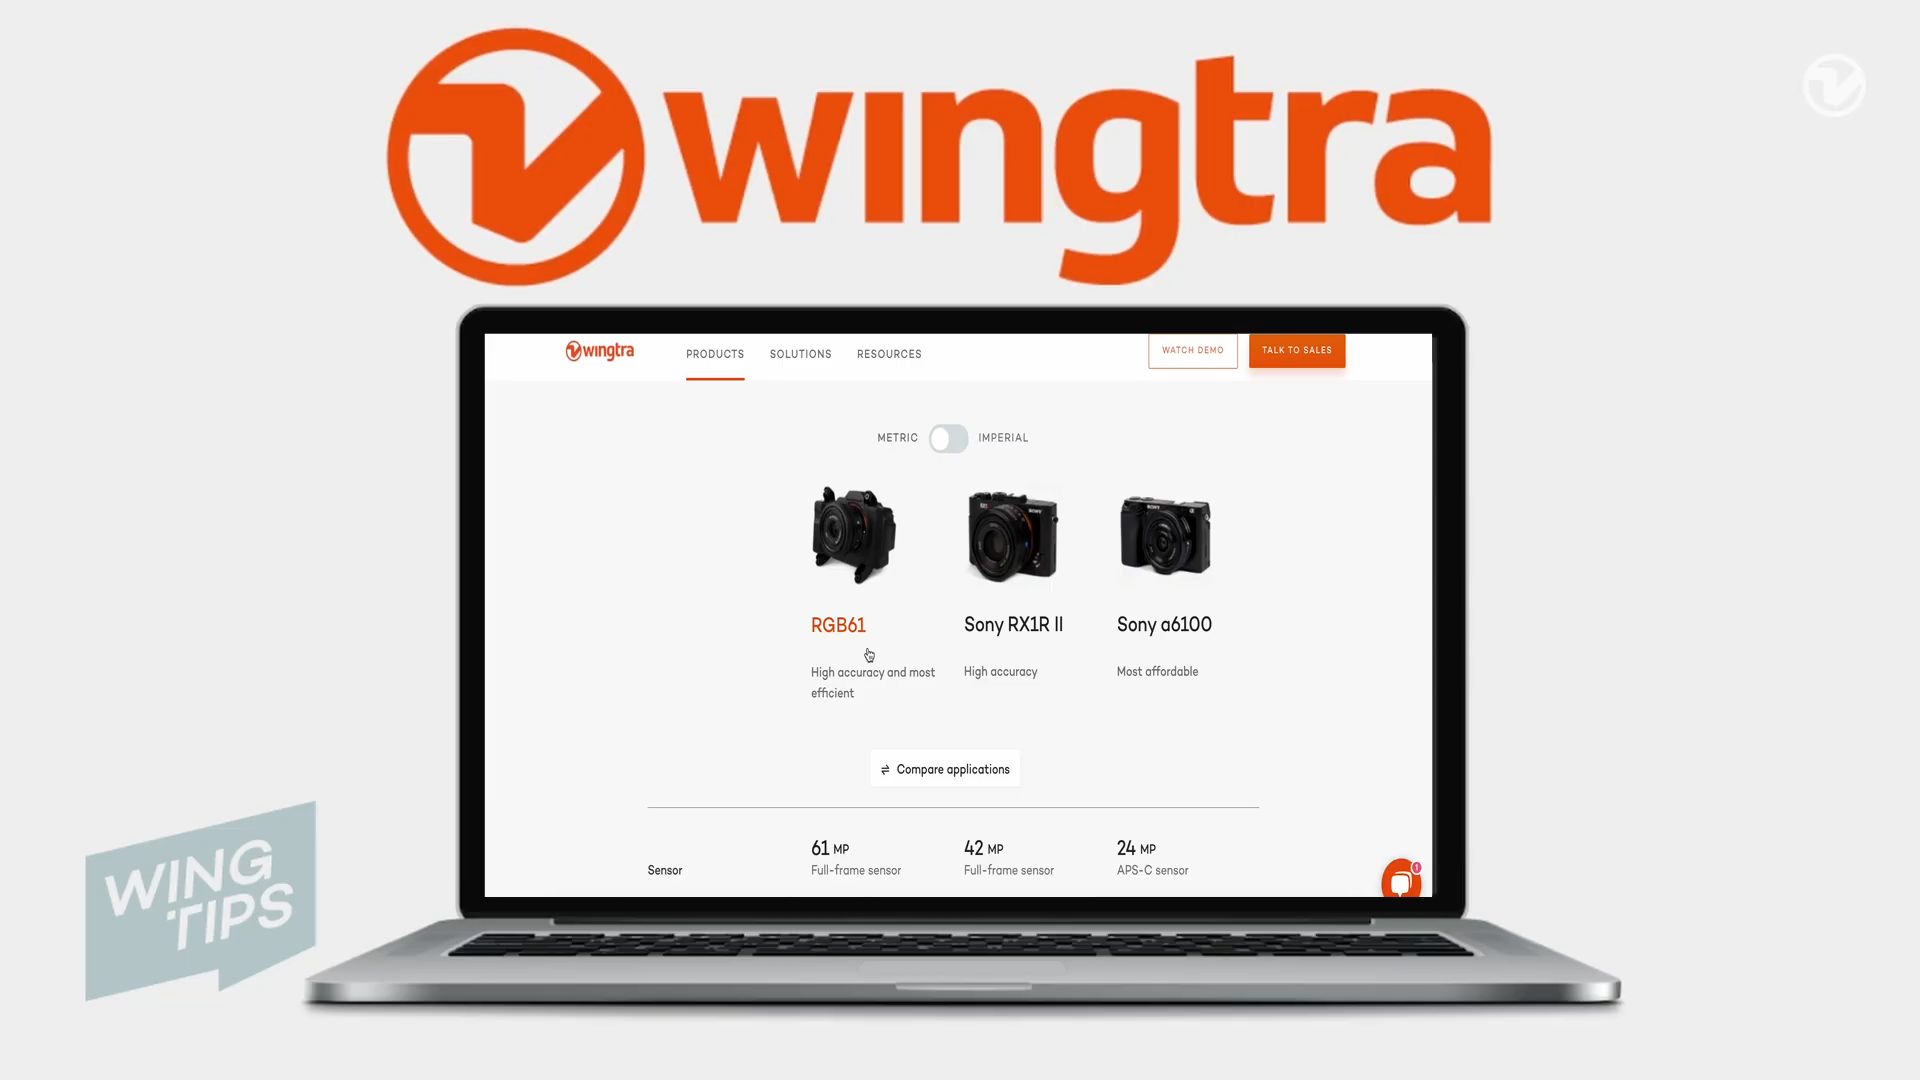 wingtra
wingtra
PRODUCTS SOLUTIONS RESOURCES WATCH DEMO TALK TO SALES
METRIC IMPERIAL
RGB61 Sony RX1R II Sony a6100
High accuracy and most efficient High accuracy Most affordable
Compare applications
61 MP 42 MP 24 MP
Sensor Full-frame sensor Full-frame sensor APS-C sensor
1
WING
TIPS